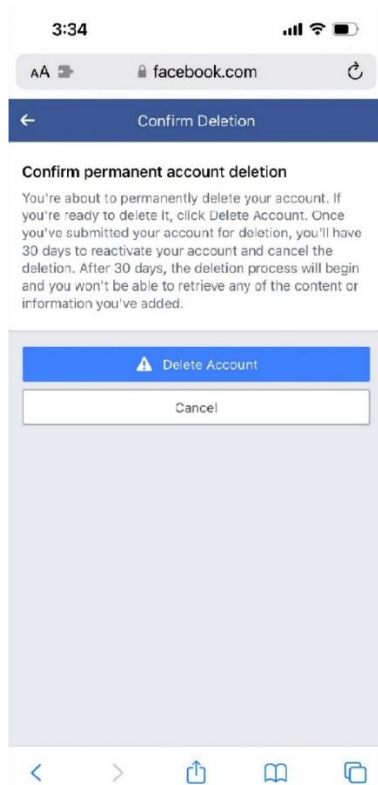 3:34
AA facebook.com
Confirm Deletion
Confirm permanent account deletion
You're about to permanently delete your account. If
you're ready to delete it, click Delete Account. Once
you've submitted your account for deletion, you'll have
30 days to reactivate your account and cancel the
deletion. After 30 days, the deletion process will begin
and you won't be able to retrieve any of the content or
information you've added.
Delete Account
Cancel